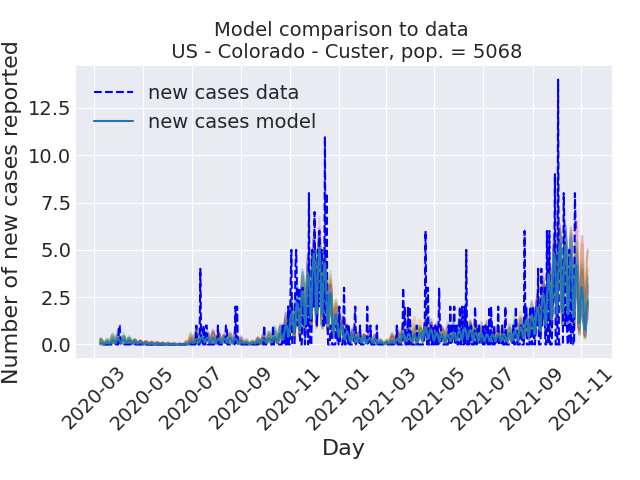 Model comparison to data
US - Colorado - Custer, pop. = 5068
Number of new cases reported
12.5
10.0
7.5
5.0
2.5
0.0
new cases data
new cases model
2020-03
2020-05
2020-07
2020-09
2020-11
2021-01
2021-03
2021-05
2021-07
2021-09
2021-11
Day